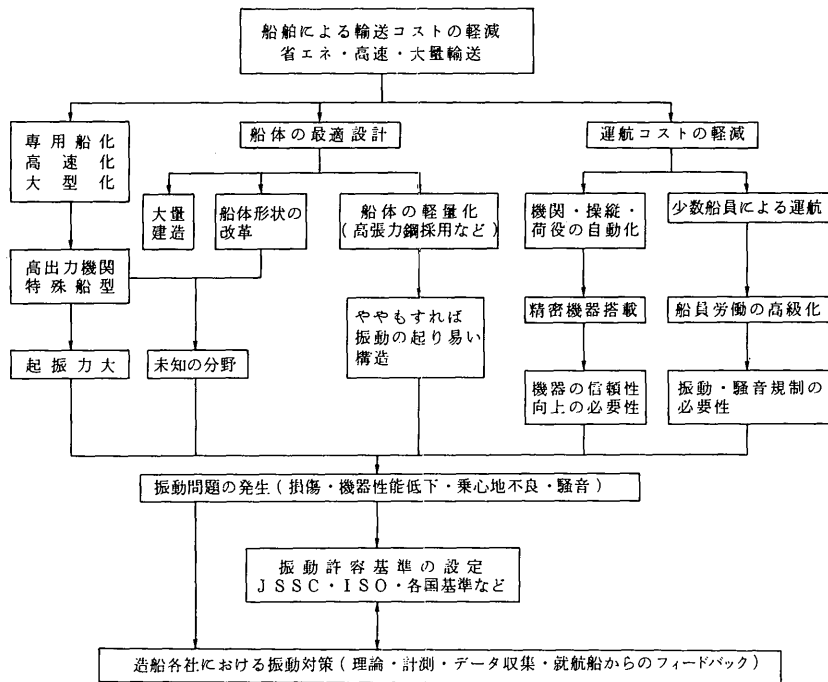 船舶による輸送コストの軽減
省エネ・高速・大量輸送
専用船化
高速化
大型化
船体の最適設計
運航コストの軽減
大量
建造
船体形状の
改革
船体の軽量化
(高張力鋼採用など)
機関・操縦・
荷役の自動化
少数船員による運航
高出力機関
特殊船型
ややもすれば
振動の起り易い
構造
精密機器搭載
船員労働の高級化
起振力大
未知の分野
機器の信頼性
向上の必要性
振動・騒音規制の
必要性
振動問題の発生(損傷・機器性能低下・乗心地不良・騒音)
振動許容基準の設定
JSSC・ISO・各国基準など
造船各社における振動対策(理論・計測・データ収集・就航船からのフィードバック)